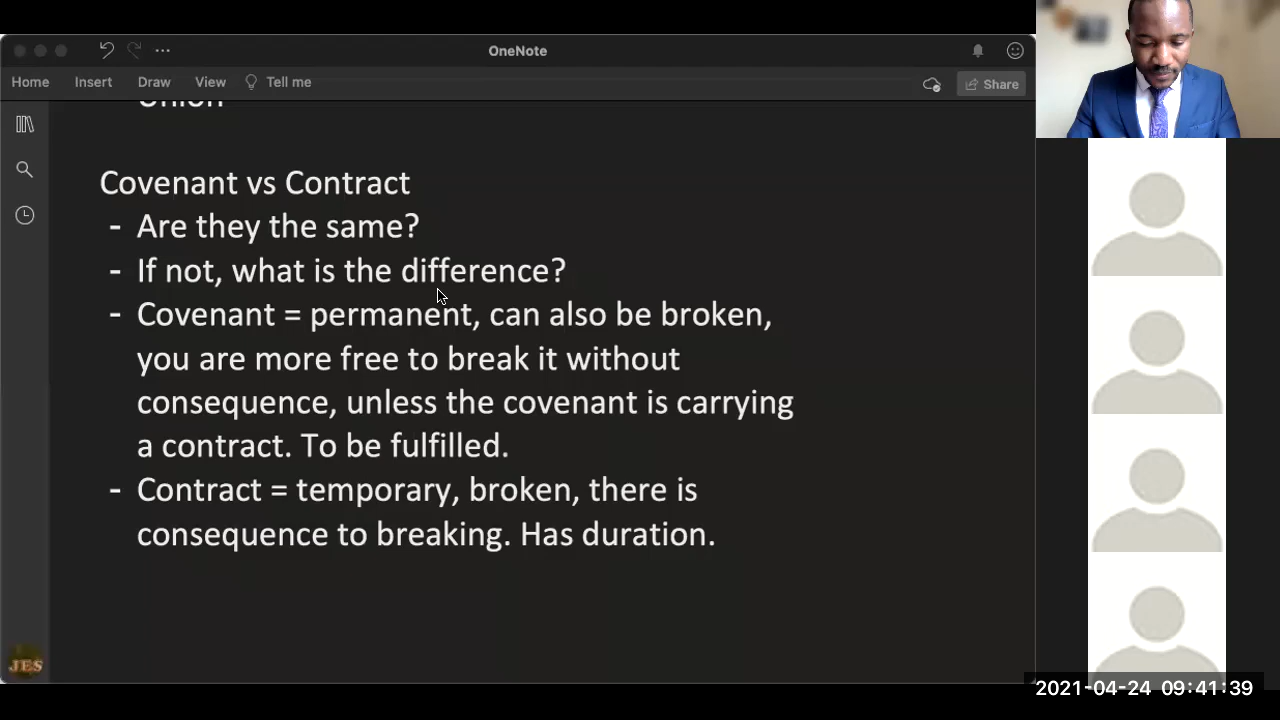 OneNote
Home Insert Draw View Tell me
Share
Union
Covenant vs Contract
- Are they the same?
- If not, what is the difference?
- Covenant = permanent, can also be broken,
you are more free to break it without
consequence, unless the covenant is carrying
a contract. To be fulfilled.
- Contract = temporary, broken, there is
consequence to breaking. Has duration.
JES
2021-04-24 09:41:39